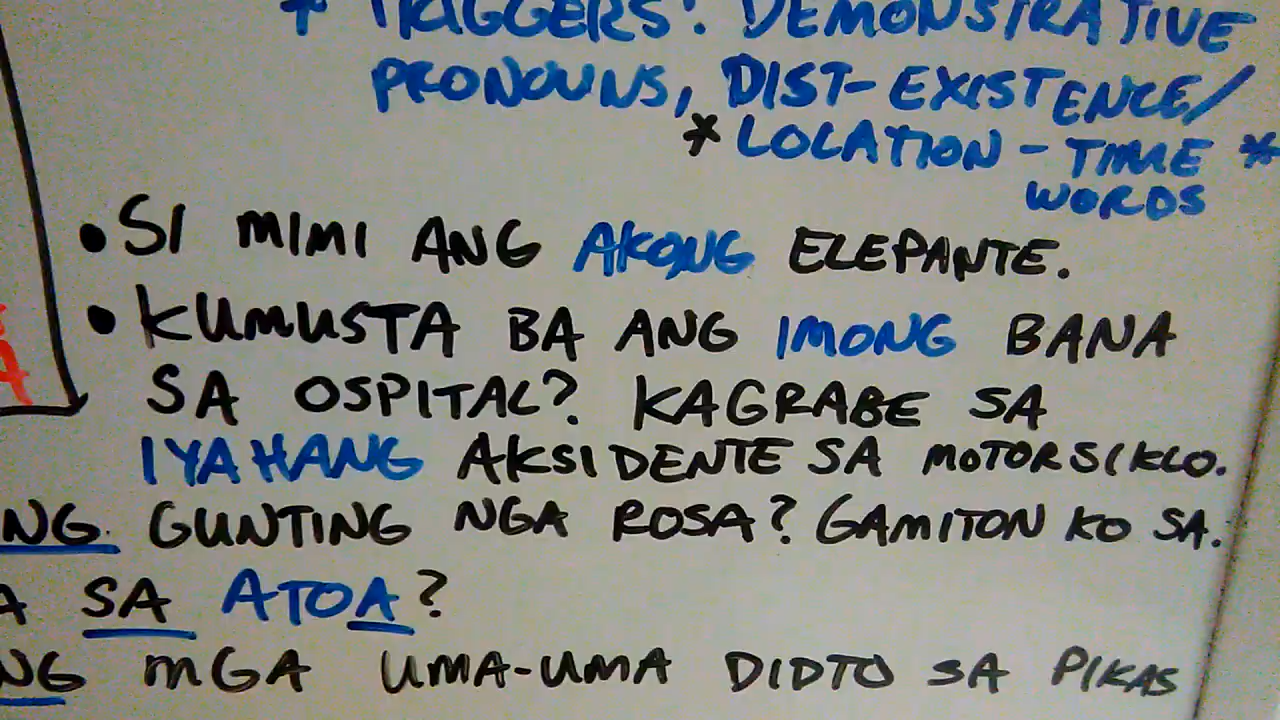 * TRIGGERS: DEMONSTRATIVE
PRONOUNS, DIST-EXISTENCE/
* LOCATION - TIME *
WORDS
• SI MIMI ANG AKONG ELEPANTE.
• KUMUSTA BA ANG IMONG BANA
SA OSPITAL? KAGRABE SA
IYAHANG AKSIDENTE SA MOTORSIKLO.
NG GUNTING NGA ROSA? GAMITON KO SA.
A SA ATOA?
NG MGA UMA-UMA DIDTO SA PIKAS